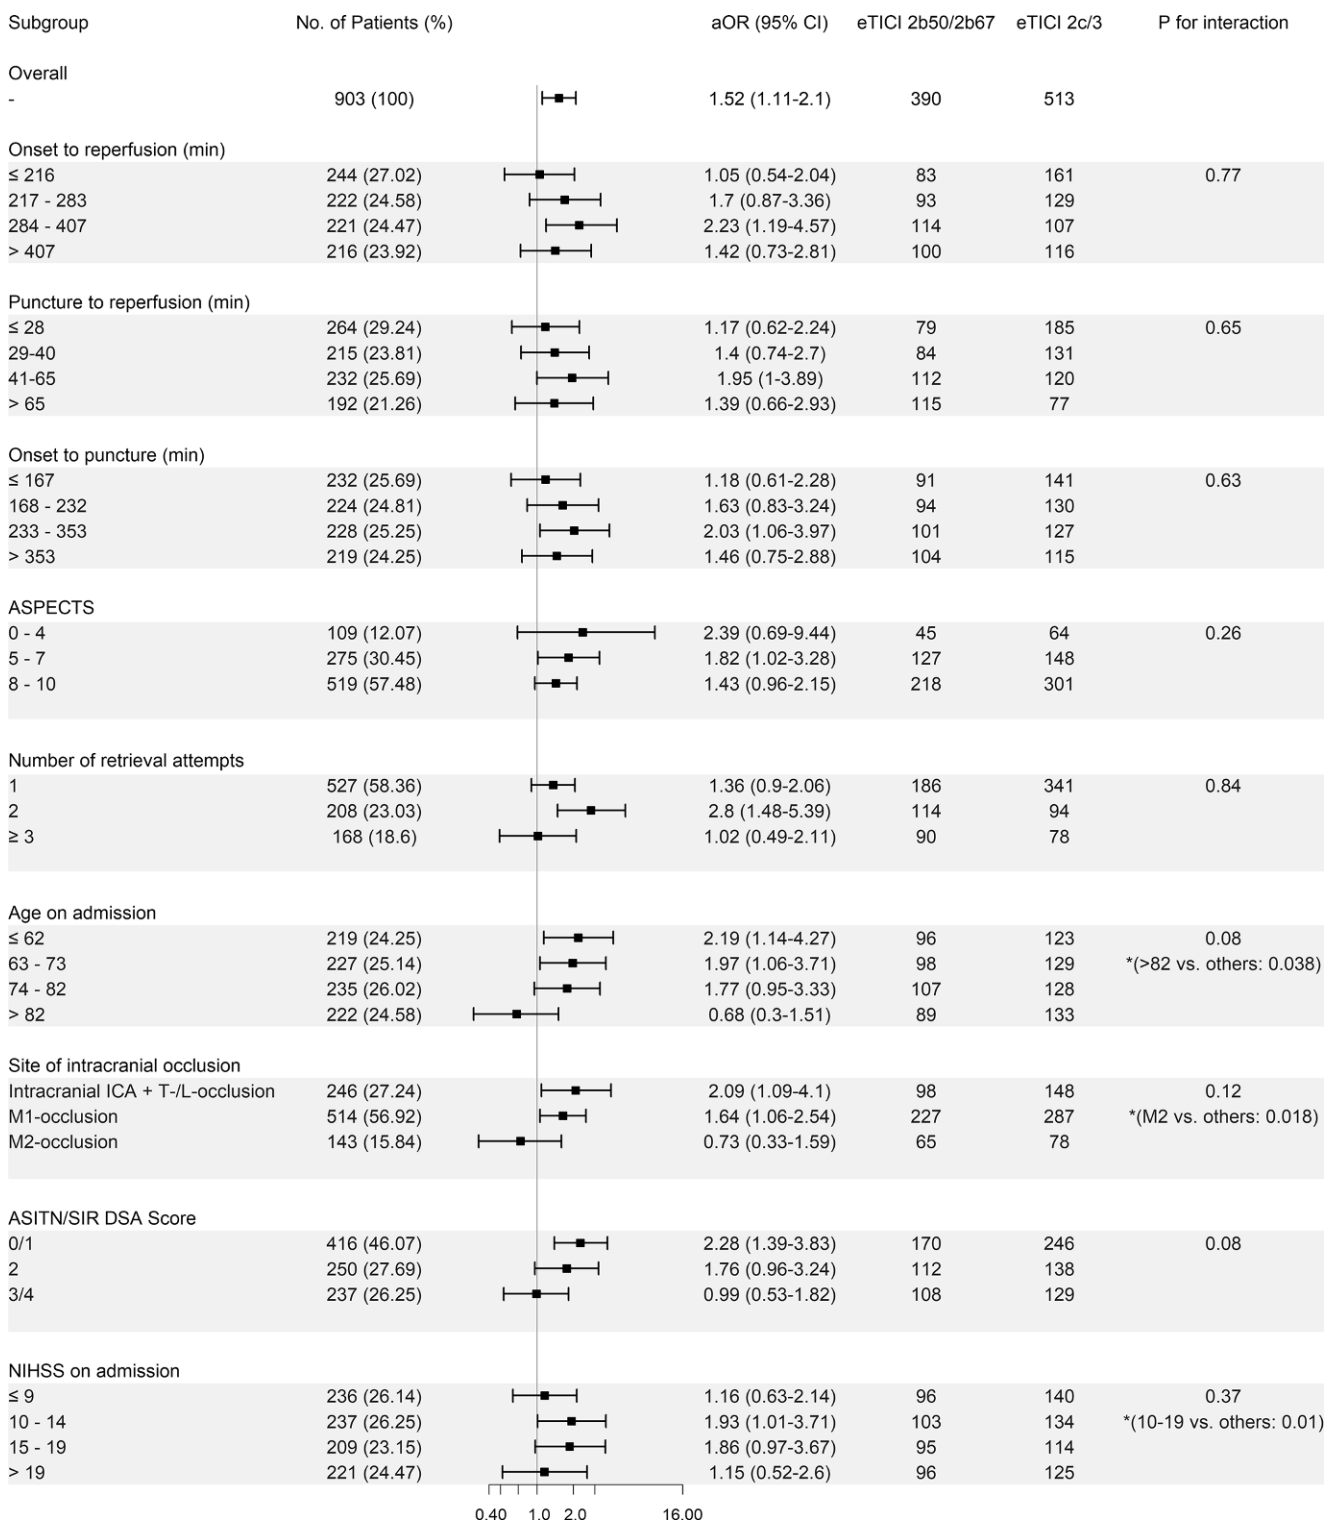 Subgroup No. of Patients (%) aOR (95% CI) eTICI 2b50/2b67 eTICI 2c/3 P for interaction
Overall
- 903 (100) 1.52 (1.11-2.1) 390 513
Onset to reperfusion (min)
≤ 216 244 (27.02) 1.05 (0.54-2.04) 83 161 0.77
217 - 283 222 (24.58) 1.7 (0.87-3.36) 93 129
284 - 407 221 (24.47) 2.23 (1.19-4.57) 114 107
> 407 216 (23.92) 1.42 (0.73-2.81) 100 116
Puncture to reperfusion (min)
≤ 28 264 (29.24) 1.17 (0.62-2.24) 79 185 0.65
29-40 215 (23.81) 1.4 (0.74-2.7) 84 131
41-65 232 (25.69) 1.95 (1-3.89) 112 120
> 65 192 (21.26) 1.39 (0.66-2.93) 115 77
Onset to puncture (min)
≤ 167 232 (25.69) 1.18 (0.61-2.28) 91 141 0.63
168 - 232 224 (24.81) 1.63 (0.83-3.24) 94 130
233 - 353 228 (25.25) 2.03 (1.06-3.97) 101 127
> 353 219 (24.25) 1.46 (0.75-2.88) 104 115
ASPECTS
0 - 4 109 (12.07) 2.39 (0.69-9.44) 45 64 0.26
5 - 7 275 (30.45) 1.82 (1.02-3.28) 127 148
8 - 10 519 (57.48) 1.43 (0.96-2.15) 218 301
Number of retrieval attempts
1 527 (58.36) 1.36 (0.9-2.06) 186 341 0.84
2 208 (23.03) 2.8 (1.48-5.39) 114 94
≥ 3 168 (18.6) 1.02 (0.49-2.11) 90 78
Age on admission
≤ 62 219 (24.25) 2.19 (1.14-4.27) 96 123 0.08
63 - 73 227 (25.14) 1.97 (1.06-3.71) 98 129 *(>82 vs. others: 0.038)
74 - 82 235 (26.02) 1.77 (0.95-3.33) 107 128
> 82 222 (24.58) 0.68 (0.3-1.51) 89 133
Site of intracranial occlusion
Intracranial ICA + T-/L-occlusion 246 (27.24) 2.09 (1.09-4.1) 98 148 0.12
M1-occlusion 514 (56.92) 1.64 (1.06-2.54) 227 287 *(M2 vs. others: 0.018)
M2-occlusion 143 (15.84) 0.73 (0.33-1.59) 65 78
ASITN/SIR DSA Score
0/1 416 (46.07) 2.28 (1.39-3.83) 170 246 0.08
2 250 (27.69) 1.76 (0.96-3.24) 112 138
3/4 237 (26.25) 0.99 (0.53-1.82) 108 129
NIHSS on admission
≤ 9 236 (26.14) 1.16 (0.63-2.14) 96 140 0.37
10 - 14 237 (26.25) 1.93 (1.01-3.71) 103 134 *(10-19 vs. others: 0.01)
15 - 19 209 (23.15) 1.86 (0.97-3.67) 95 114
> 19 221 (24.47) 1.15 (0.52-2.6) 96 125
0.40 1.0 2.0 16.00